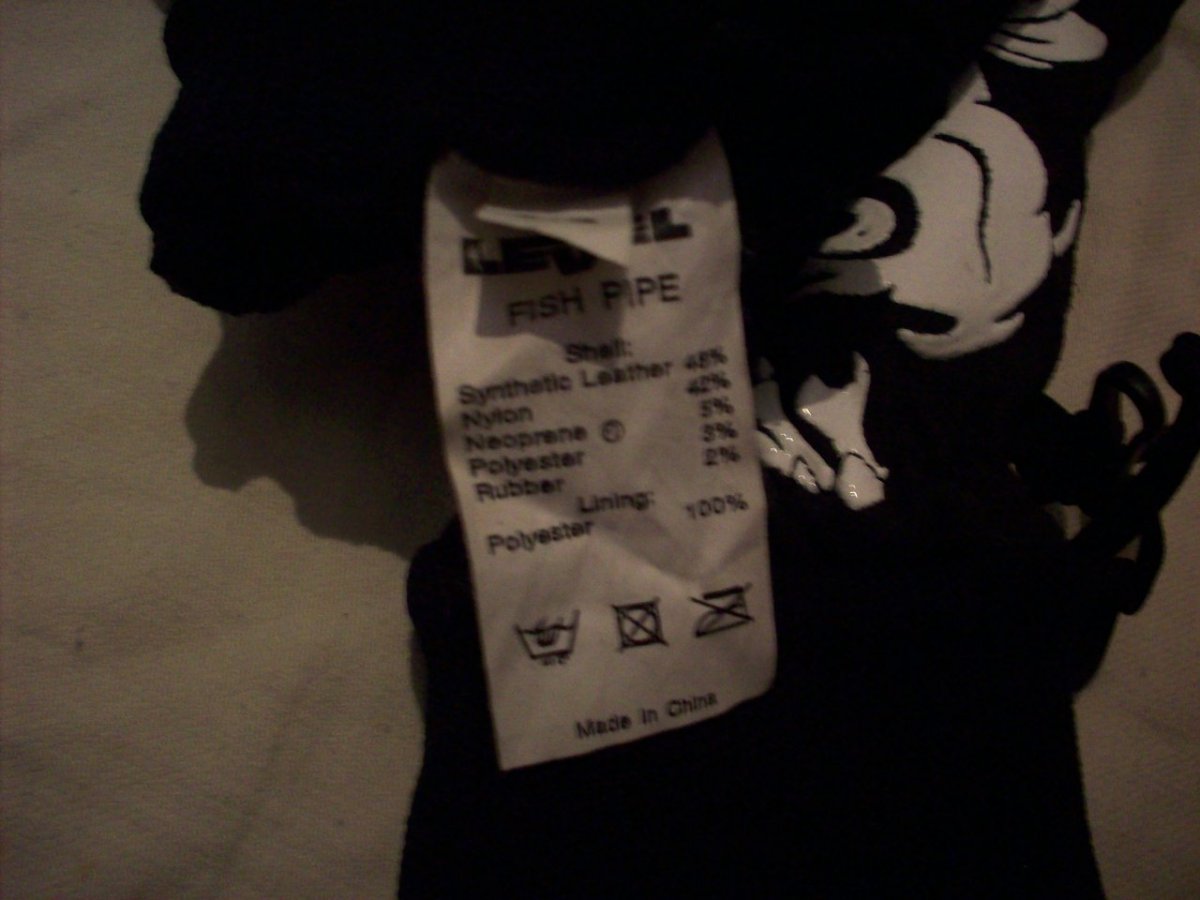 LEVEL
FISH PIPE
Shell:
Synthetic Leather 48%
Nylon 42%
Neoprene 5%
Polyester 3%
Rubber 2%
Lining:
Polyester 100%
Made in China